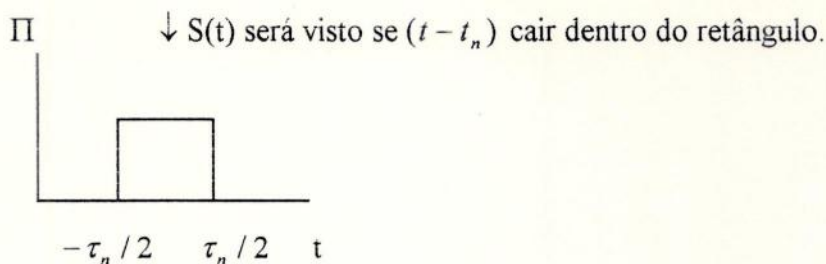 Π ↓ S(t) será visto se (t − tₙ) cair dentro do retângulo.
−τₙ / 2 τₙ / 2 t